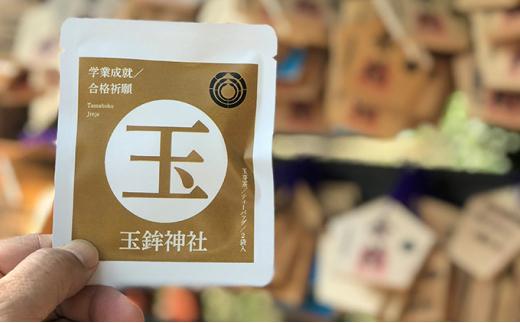 学業成就／
合格祈願
Tamahoko
Jinja
玉
玉鉾神社
玉芽茶／ティーバッグ／2袋入